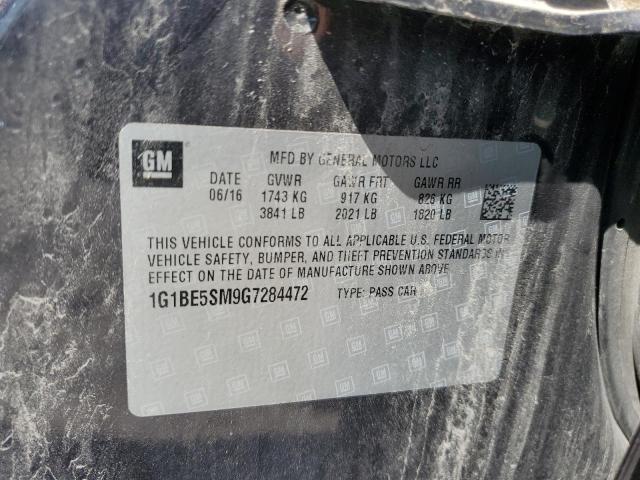 GM
MFD BY GENERAL MOTORS LLC
DATE GVWR GAWR FRT GAWR RR
06/16 1743 KG 917 KG 826 KG
3841 LB 2021 LB 1820 LB
THIS VEHICLE CONFORMS TO ALL APPLICABLE U.S. FEDERAL MOTOR
VEHICLE SAFETY, BUMPER, AND THEFT PREVENTION STANDARDS IN
EFFECT ON THE DATE OF MANUFACTURE SHOWN ABOVE.
1G1BE5SM9G7284472 TYPE: PASS CAR